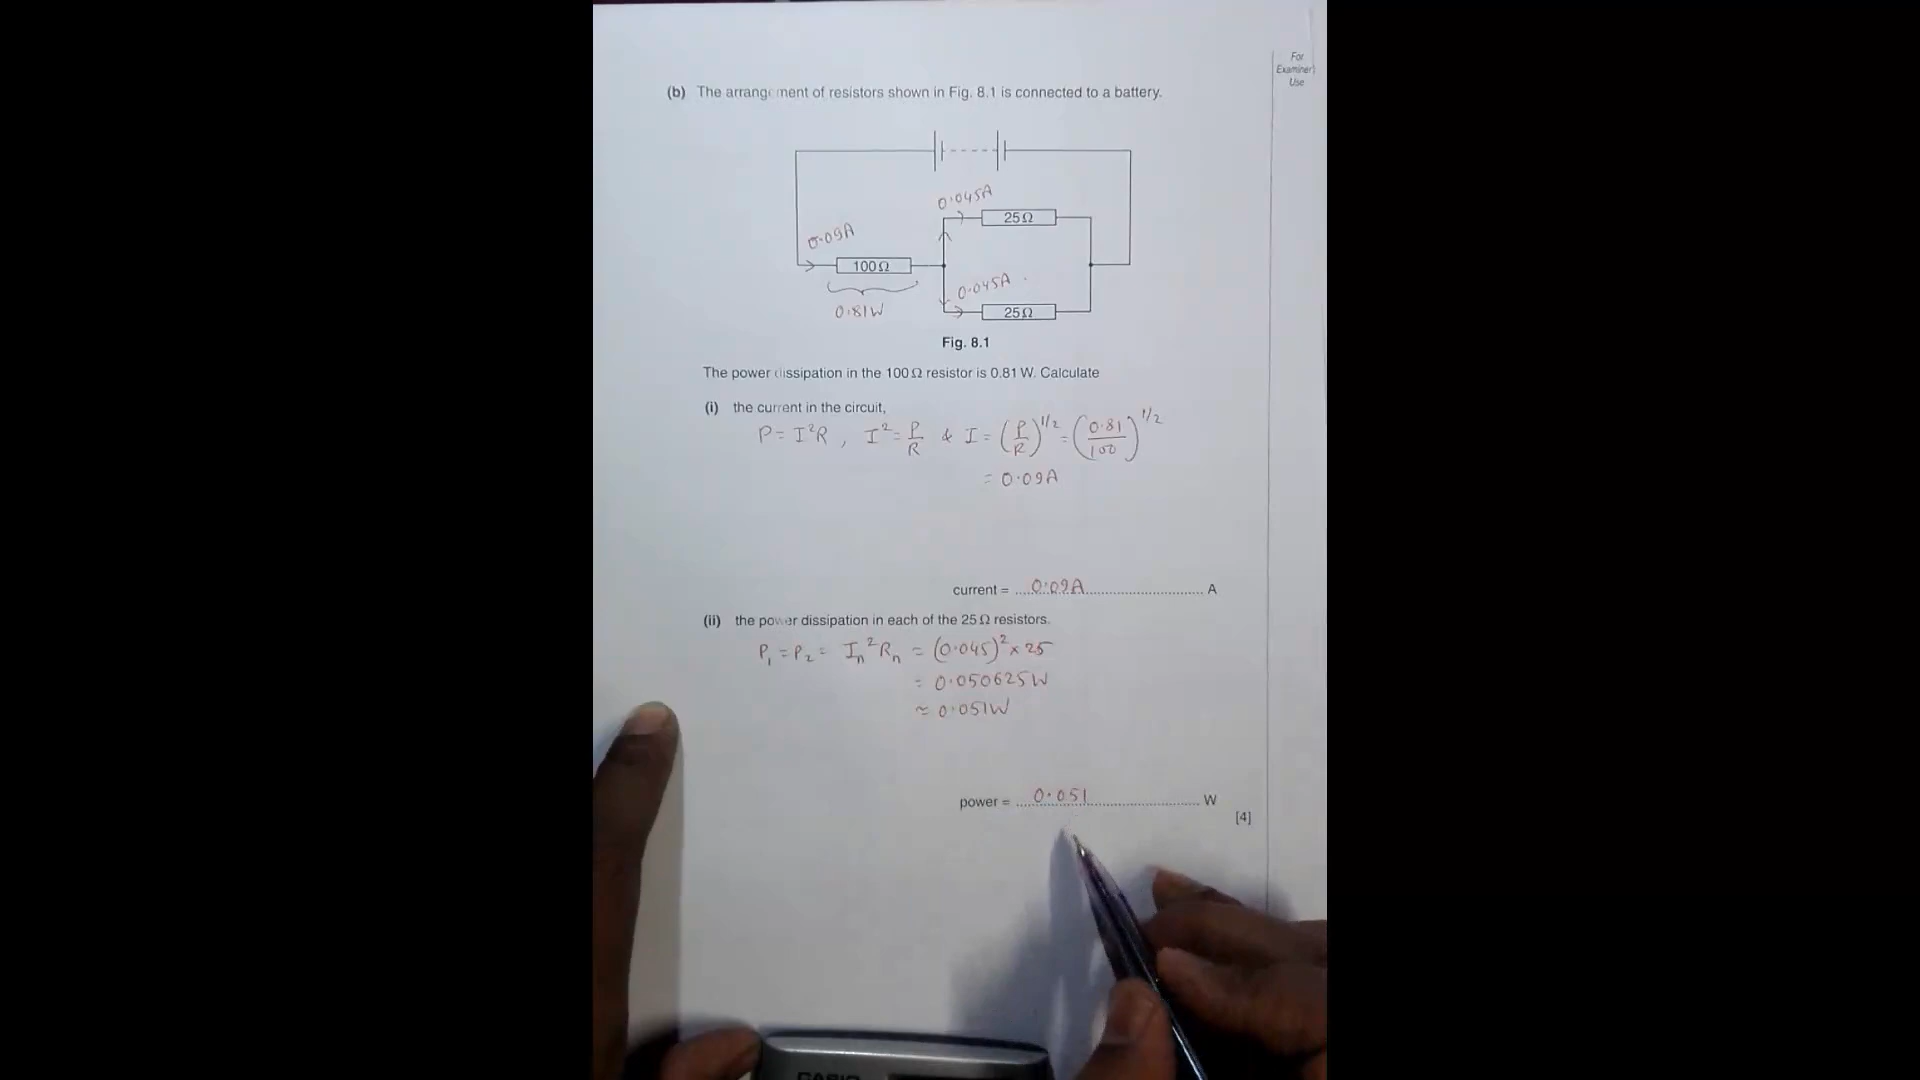 For
Examiner's
Use
(b) The arrangement of resistors shown in Fig. 8.1 is connected to a battery.
0.045A
25Ω
0.09A
100Ω
0.045A
0.81W
25Ω
Fig. 8.1
The power dissipation in the 100Ω resistor is 0.81 W. Calculate
(i) the current in the circuit,
P = I²R , I² = P/R & I = (P/R)^1/2 = (0.81/100)^1/2
= 0.09A
current = 0.09A A
(ii) the power dissipation in each of the 25Ω resistors.
P₁ = P₂ = Iₙ²Rₙ = (0.045)² × 25
= 0.050625W
≈ 0.051W
power = 0.051 W
[4]
CASIO